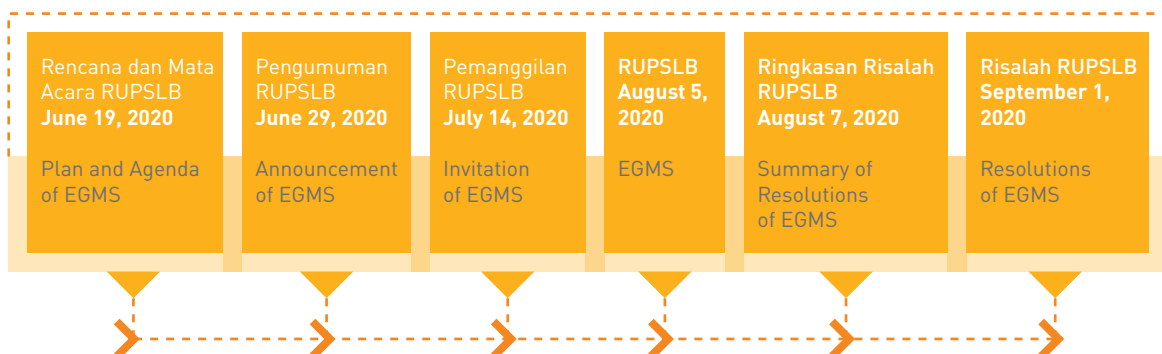 Rencana dan Mata
Acara RUPSLB
June 19, 2020
Plan and Agenda
of EGMS
Pengumuman
RUPSLB
June 29, 2020
Announcement
of EGMS
Pemanggilan
RUPSLB
July 14, 2020
Invitation
of EGMS
RUPSLB
August 5,
2020
EGMS
Ringkasan Risalah
RUPSLB
August 7, 2020
Summary of
Resolutions
of EGMS
Risalah RUPSLB
September 1,
2020
Resolutions
of EGMS